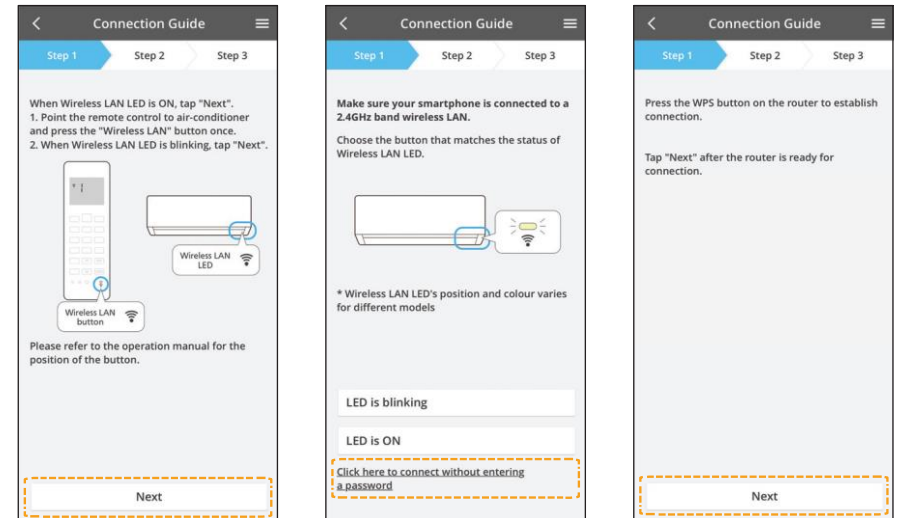 Connection Guide
Step 1
Step 2
Step 3
When Wireless LAN LED is ON, tap "Next".
1. Point the remote control to air-conditioner
and press the "Wireless LAN" button once.
2. When Wireless LAN LED is blinking, tap "Next".
Wireless LAN
LED
Wireless LAN
button
Please refer to the operation manual for the
position of the button.
Next
Connection Guide
Step 1
Step 2
Step 3
Make sure your smartphone is connected to a
2.4GHz band wireless LAN.
Choose the button that matches the status of
Wireless LAN LED.
* Wireless LAN LED's position and colour varies
for different models
LED is blinking
LED is ON
Click here to connect without entering
a password
Connection Guide
Step 1
Step 2
Step 3
Press the WPS button on the router to establish
connection.
Tap "Next" after the router is ready for
connection.
Next